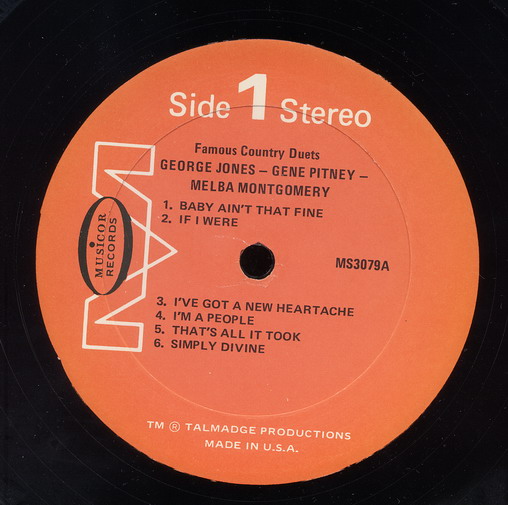 Side 1 Stereo
Famous Country Duets
GEORGE JONES – GENE PITNEY –
MELBA MONTGOMERY
1. BABY AIN'T THAT FINE
2. IF I WERE
MUSICOR
RECORDS
MS3079A
3. I'VE GOT A NEW HEARTACHE
4. I'M A PEOPLE
5. THAT'S ALL IT TOOK
6. SIMPLY DIVINE
TM ® TALMADGE PRODUCTIONS
MADE IN U.S.A.